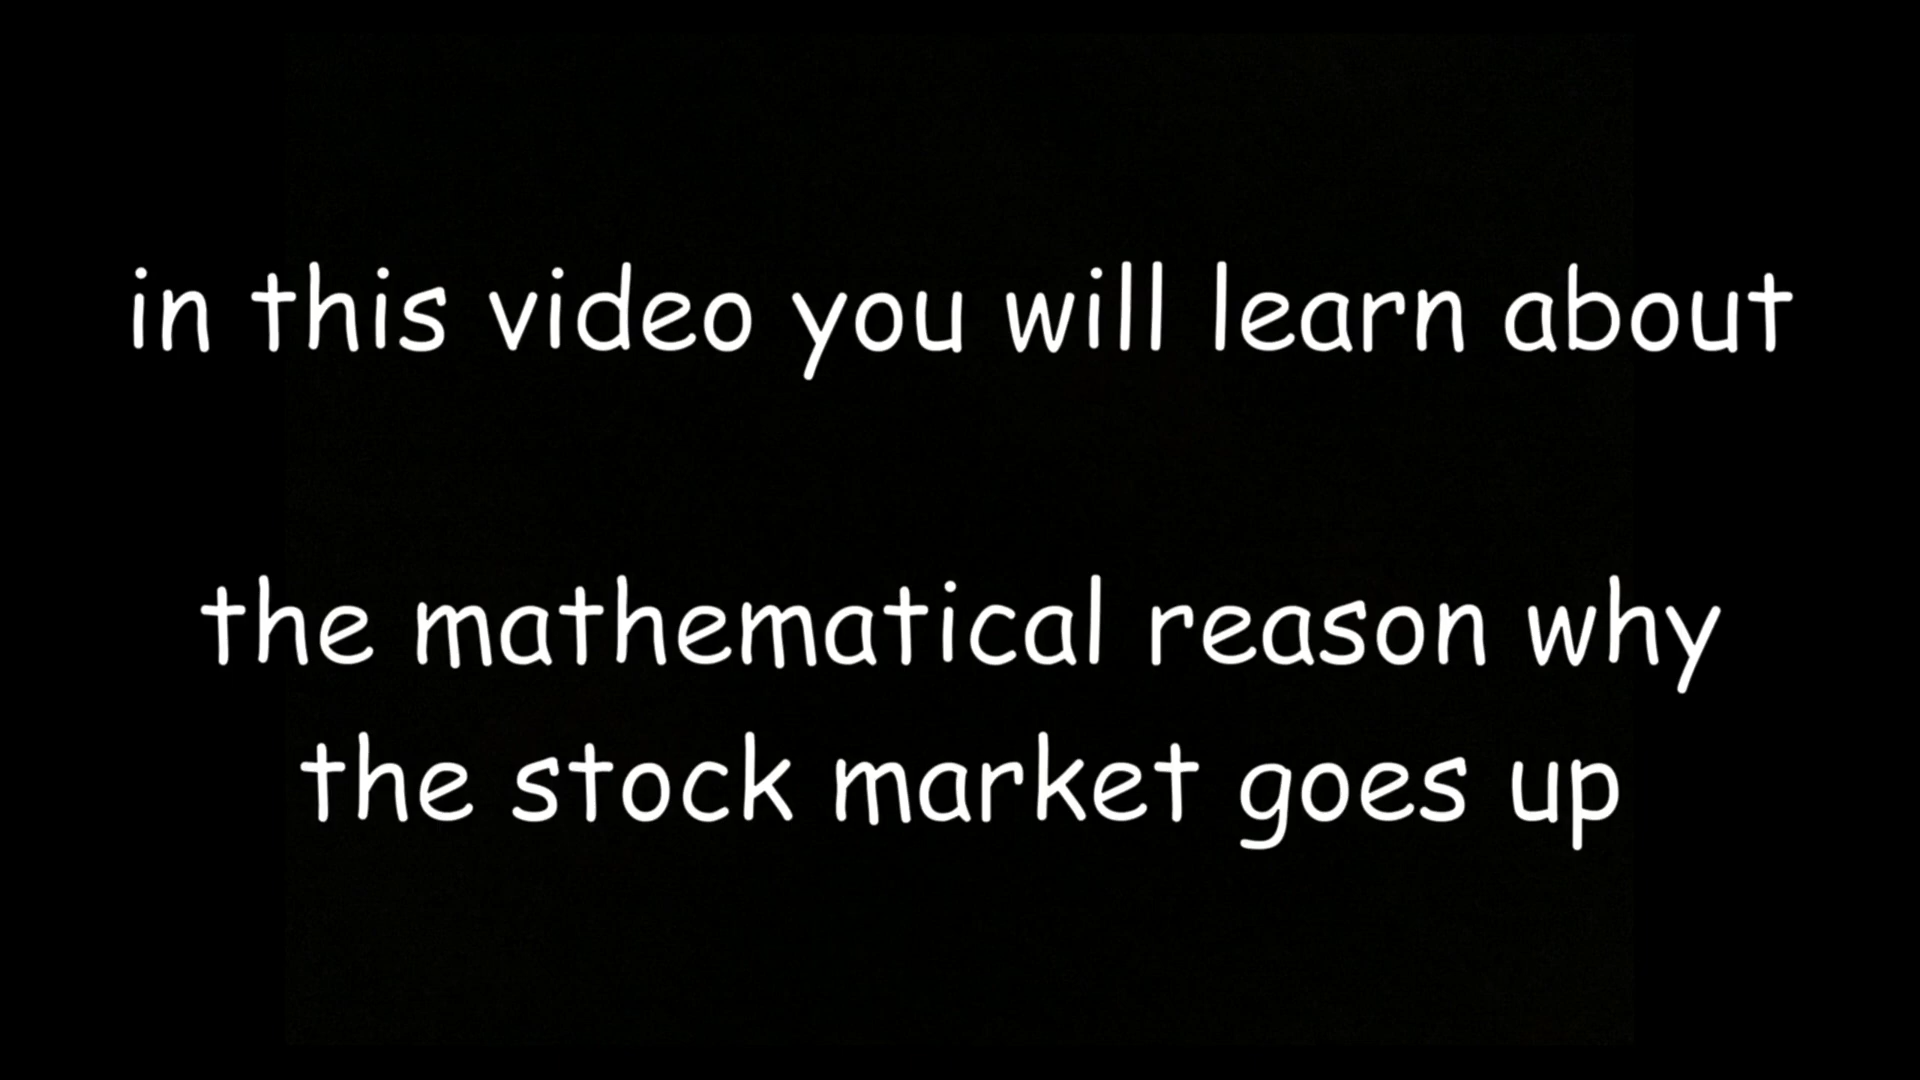 in this video you will learn about
the mathematical reason why
the stock market goes up